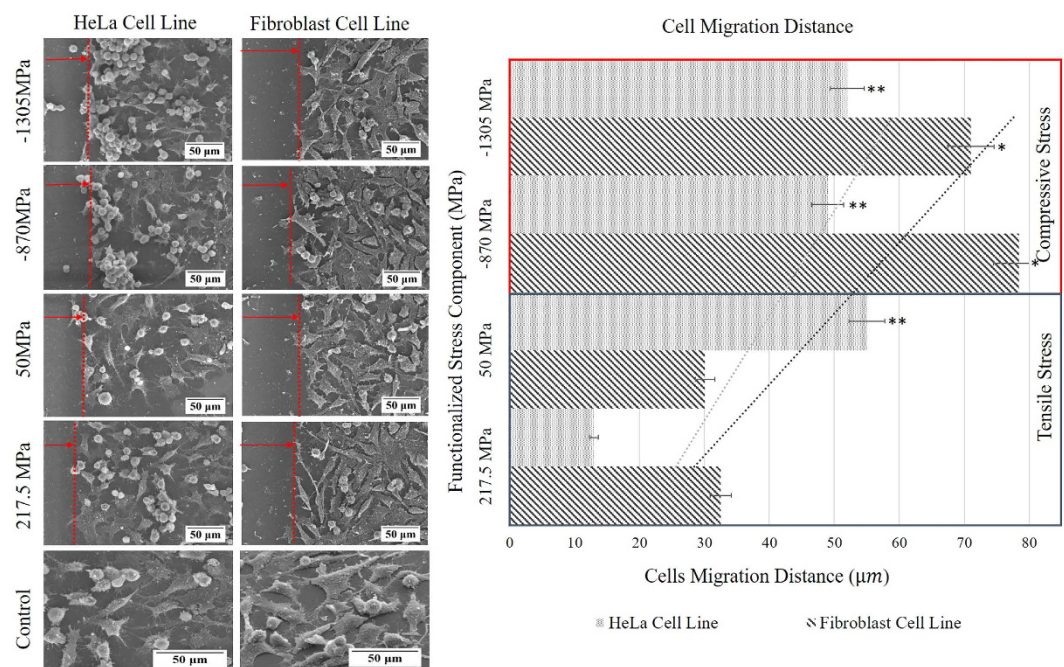 HeLa Cell Line
Fibroblast Cell Line
-1305MPa
50 μm
50 μm
-870MPa
50 μm
50 μm
50MPa
50 μm
50 μm
217.5 MPa
50 μm
50 μm
Control
50 μm
50 μm
Cell Migration Distance
Functionalized Stress Component (MPa)
-1305 MPa
**
*
-870 MPa
**
*
50 MPa
**
217.5 MPa
Compressive Stress
Tensile Stress
0 10 20 30 40 50 60 70 80
Cells Migration Distance (μm)
HeLa Cell Line
Fibroblast Cell Line